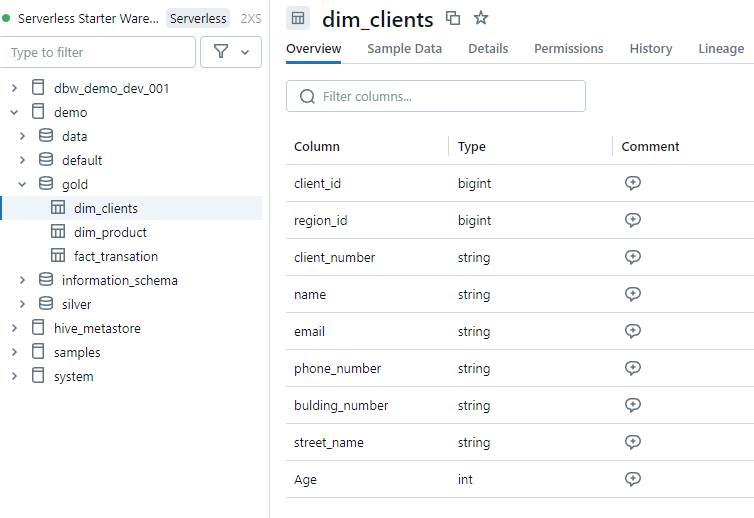 Serverless Starter Ware... Serverless 2XS
Type to filter
dbw_demo_dev_001
demo
data
default
gold
dim_clients
dim_product
fact_transation
information_schema
silver
hive_metastore
samples
system
dim_clients
Overview Sample Data Details Permissions History Lineage
Filter columns...
Column Type Comment
client_id bigint
region_id bigint
client_number string
name string
email string
phone_number string
bulding_number string
street_name string
Age int